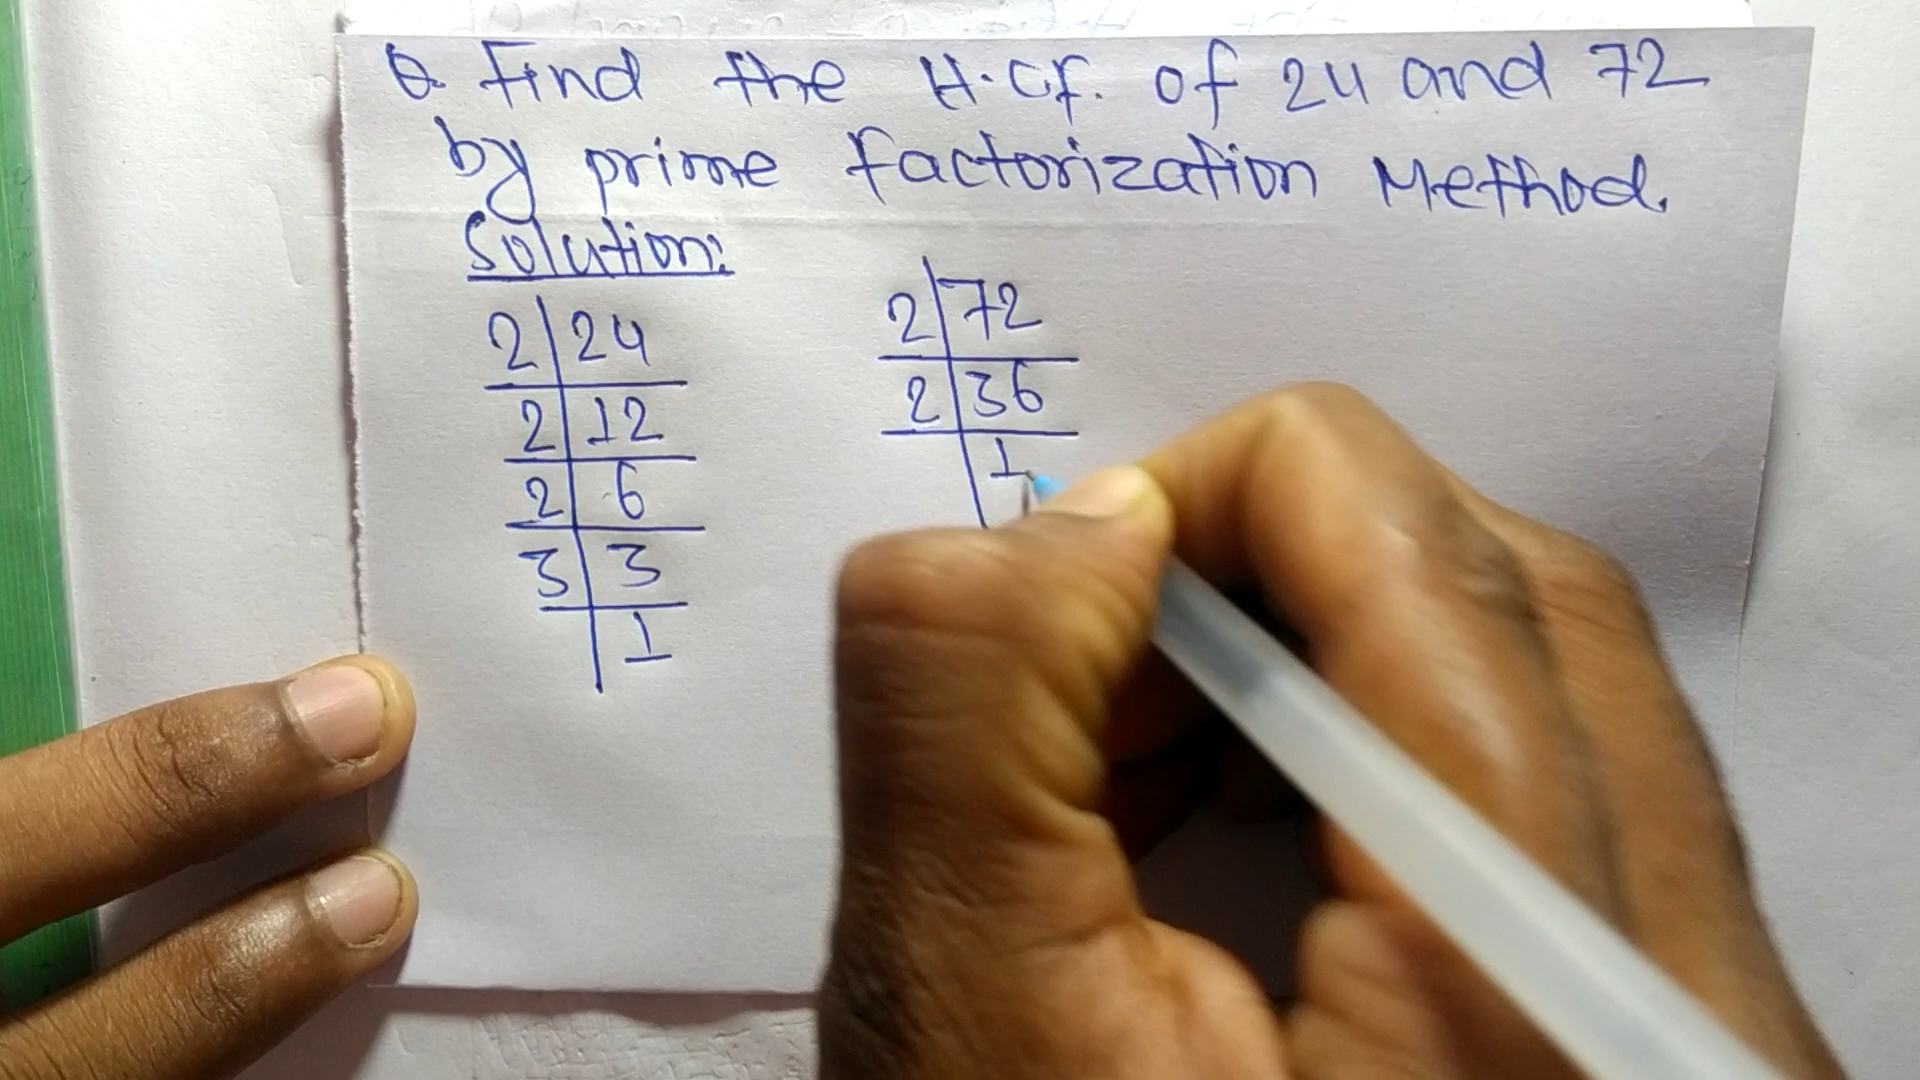 Q. Find the H.C.F. of 24 and 72
by prime factorization Method.
Solution:
2 24
2 12
2 6
3 3
1
2 72
2 36
1